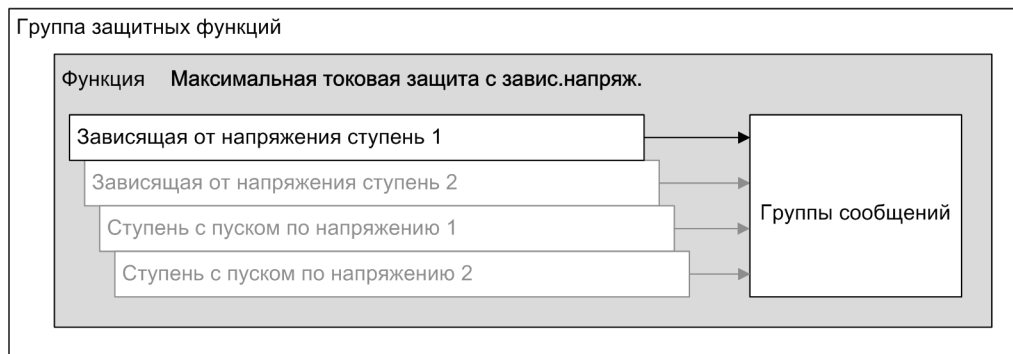 Группа защитных функций
Функция Максимальная токовая защита с завис.напряж.
Зависящая от напряжения ступень 1
Зависящая от напряжения ступень 2
Ступень с пуском по напряжению 1
Группы сообщений
Ступень с пуском по напряжению 2